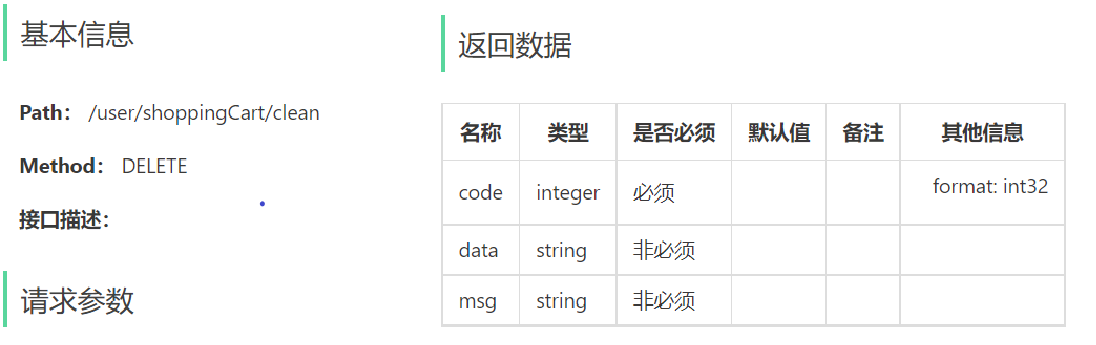 基本信息
Path： /user/shoppingCart/clean
Method： DELETE
接口描述：
请求参数
返回数据
名称 类型 是否必须 默认值 备注 其他信息
code integer 必须 format: int32
data string 非必须
msg string 非必须